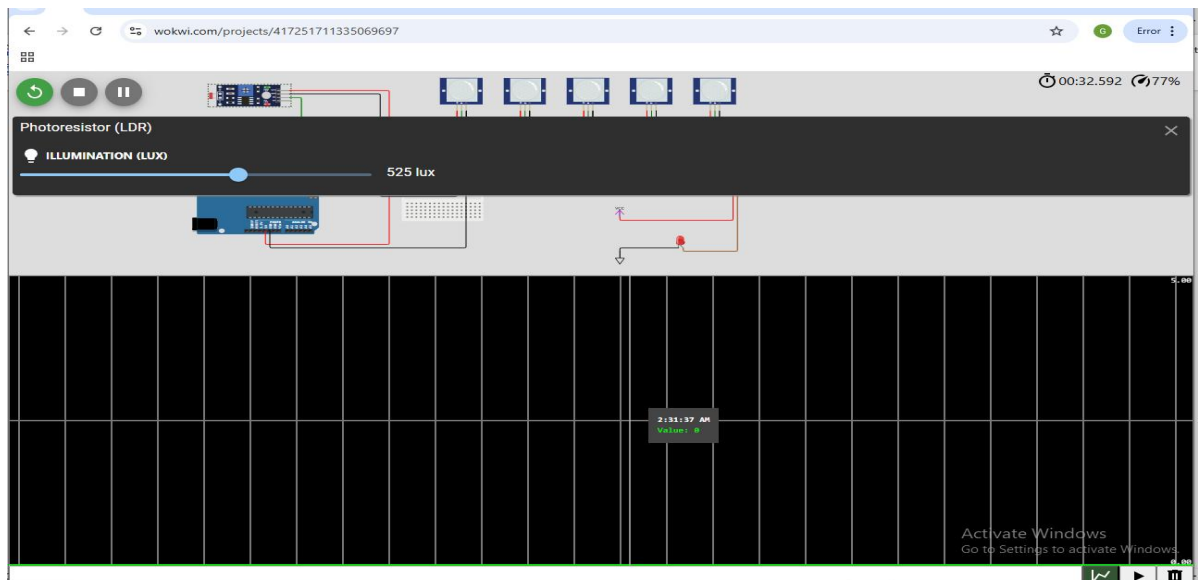 wokwi.com/projects/417251711335069697
G
Error
00:32.592 77%
Photoresistor (LDR)
ILLUMINATION (LUX)
525 lux
5.00
2:31:37 AM
Value: 0
Activate Windows
Go to Settings to activate Windows.
0.00